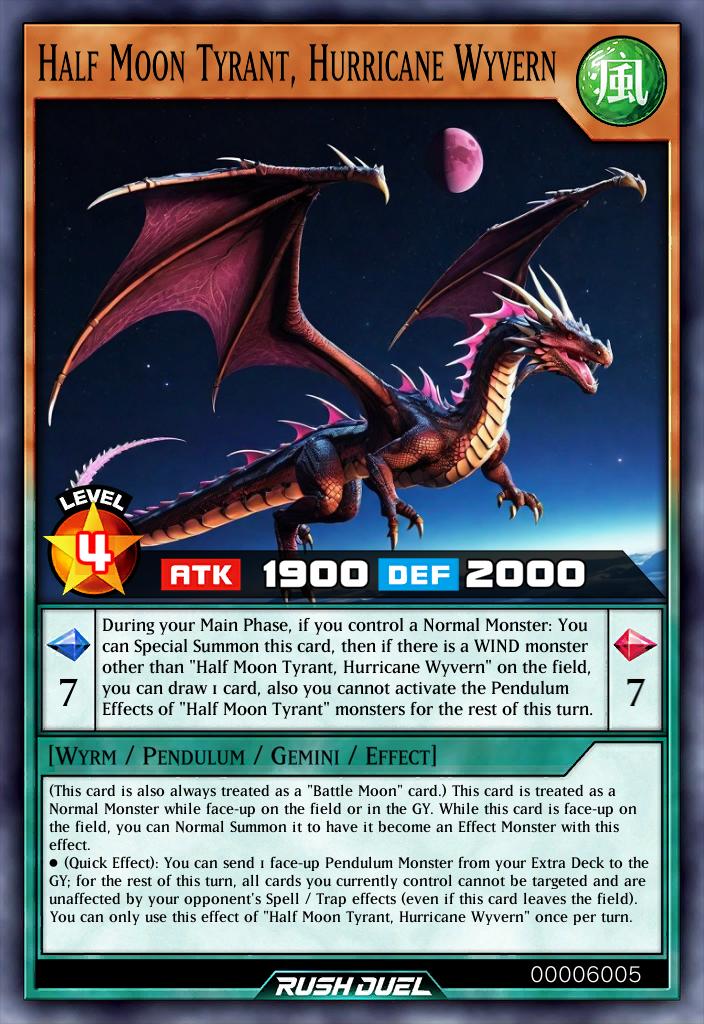 Half Moon Tyrant, Hurricane Wyvern
LEVEL
4
ATK 1900 DEF 2000
During your Main Phase, if you control a Normal Monster: You
can Special Summon this card, then if there is a WIND monster
other than "Half Moon Tyrant, Hurricane Wyvern" on the field,
you can draw 1 card, also you cannot activate the Pendulum
Effects of "Half Moon Tyrant" monsters for the rest of this turn.
7
7
[Wyrm / Pendulum / Gemini / Effect]
(This card is also always treated as a "Battle Moon" card.) This card is treated as a
Normal Monster while face-up on the field or in the GY. While this card is face-up on
the field, you can Normal Summon it to have it become an Effect Monster with this
effect.
● (Quick Effect): You can send 1 face-up Pendulum Monster from your Extra Deck to the
GY; for the rest of this turn, all cards you currently control cannot be targeted and are
unaffected by your opponent's Spell / Trap effects (even if this card leaves the field).
You can only use this effect of "Half Moon Tyrant, Hurricane Wyvern" once per turn.
00006005
RUSH DUEL